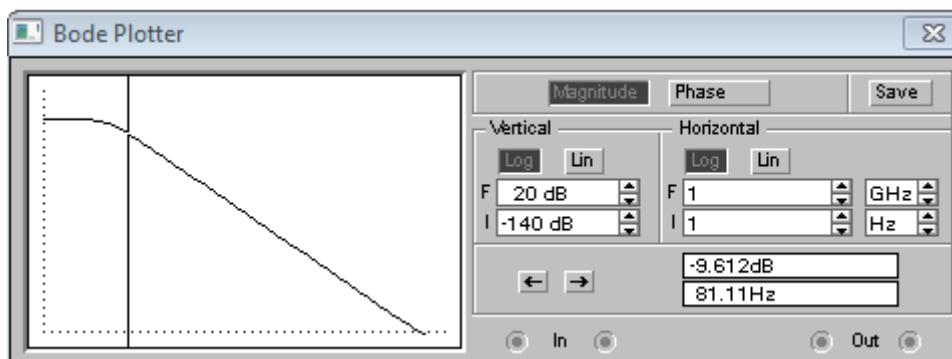 Bode Plotter
Magnitude Phase Save
Vertical Horizontal
Log Lin Log Lin
F 20 dB F 1 GHz
I -140 dB I 1 Hz
← →
-9.612dB
81.11Hz
In Out